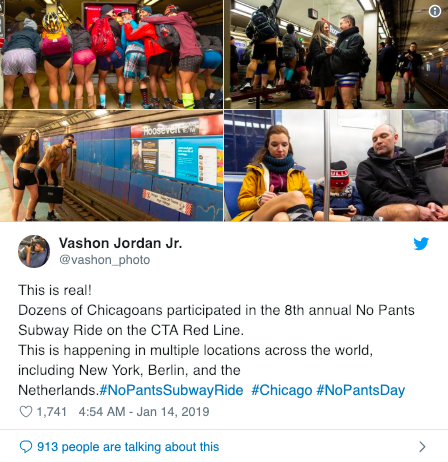 Roosevelt
Vashon Jordan Jr.
@vashon_photo
This is real!
Dozens of Chicagoans participated in the 8th annual No Pants
Subway Ride on the CTA Red Line.
This is happening in multiple locations across the world,
including New York, Berlin, and the
Netherlands.#NoPantsSubwayRide #Chicago #NoPantsDay
1,741 4:54 AM - Jan 14, 2019
913 people are talking about this